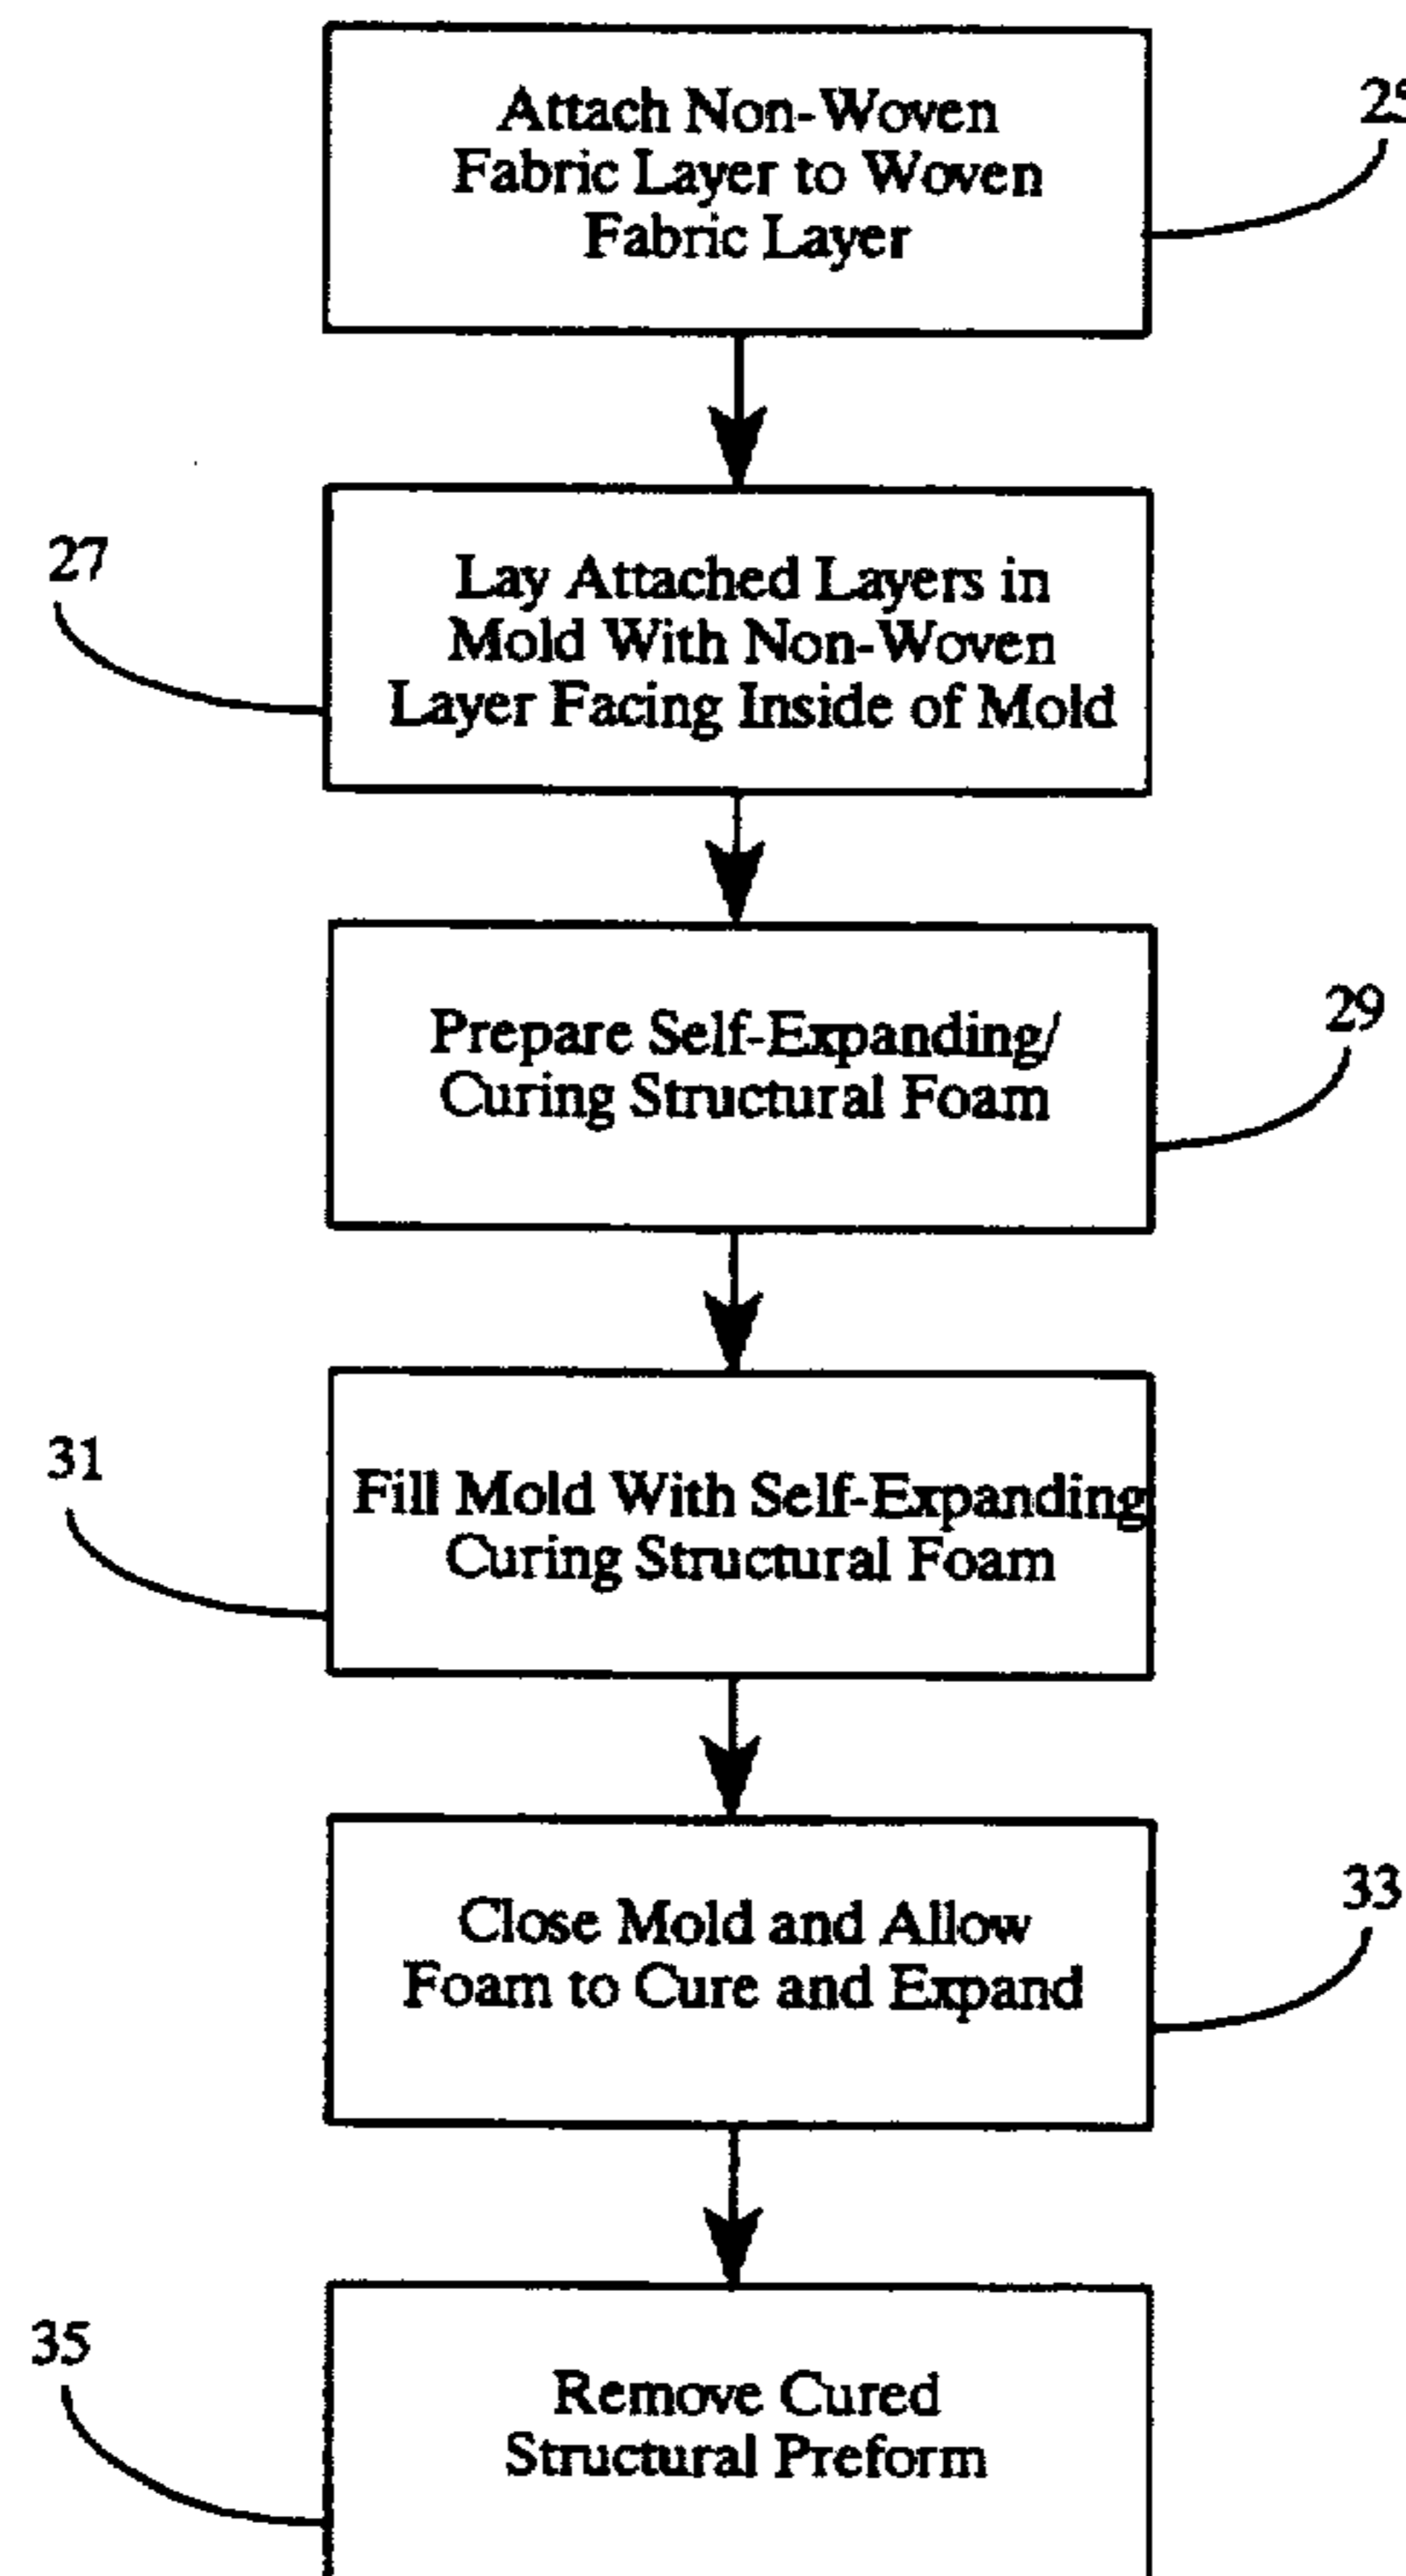 Attach Non-Woven
Fabric Layer to Woven
Fabric Layer
25
27
Lay Attached Layers in
Mold With Non-Woven
Layer Facing Inside of Mold
Prepare Self-Expanding/
Curing Structural Foam
29
31
Fill Mold With Self-Expanding
Curing Structural Foam
Close Mold and Allow
Foam to Cure and Expand
33
35
Remove Cured
Structural Preform